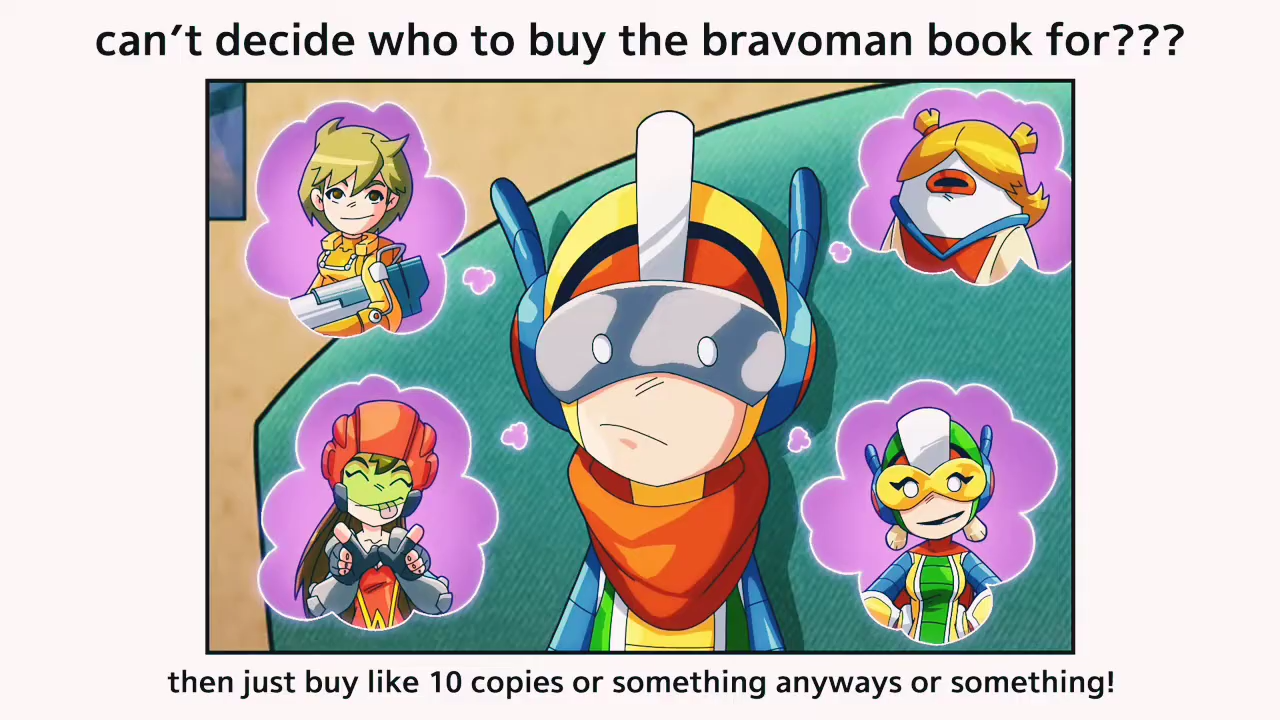 can't decide who to buy the bravoman book for???
W
then just buy like 10 copies or something anyways or something!